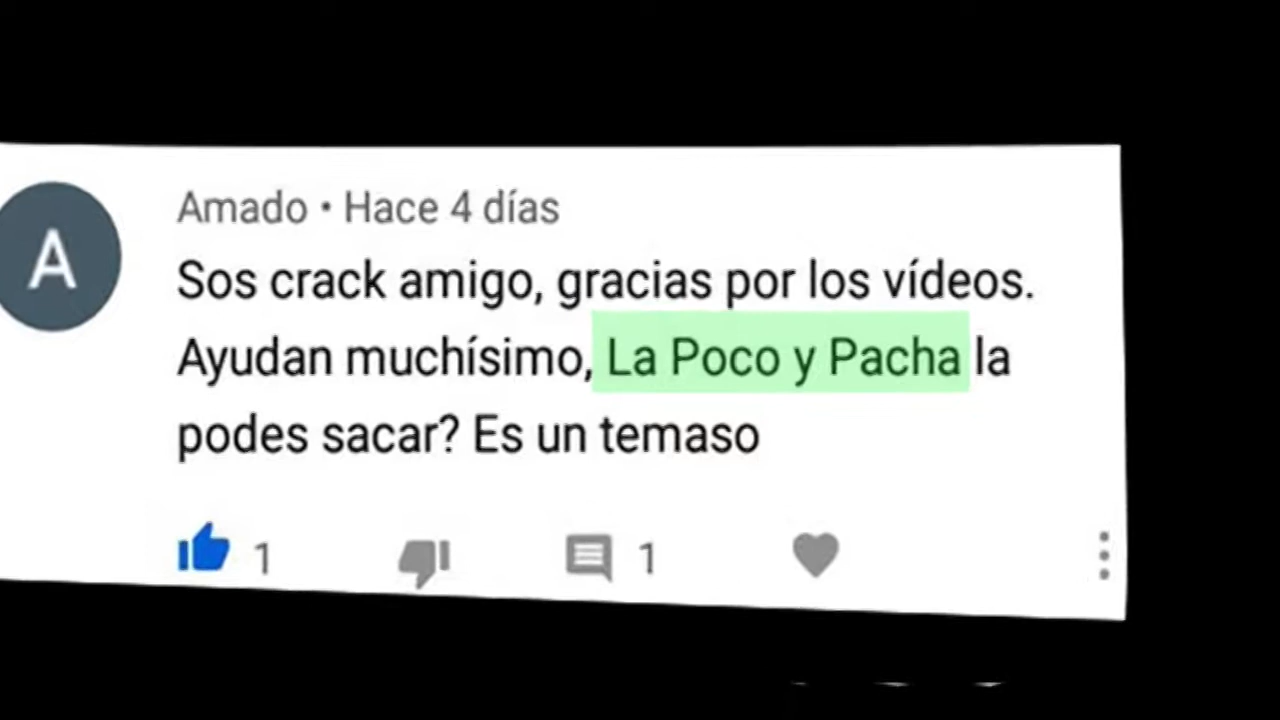 A
Amado • Hace 4 días
Sos crack amigo, gracias por los vídeos.
Ayudan muchísimo, La Poco y Pacha la
podes sacar? Es un temaso
1
1